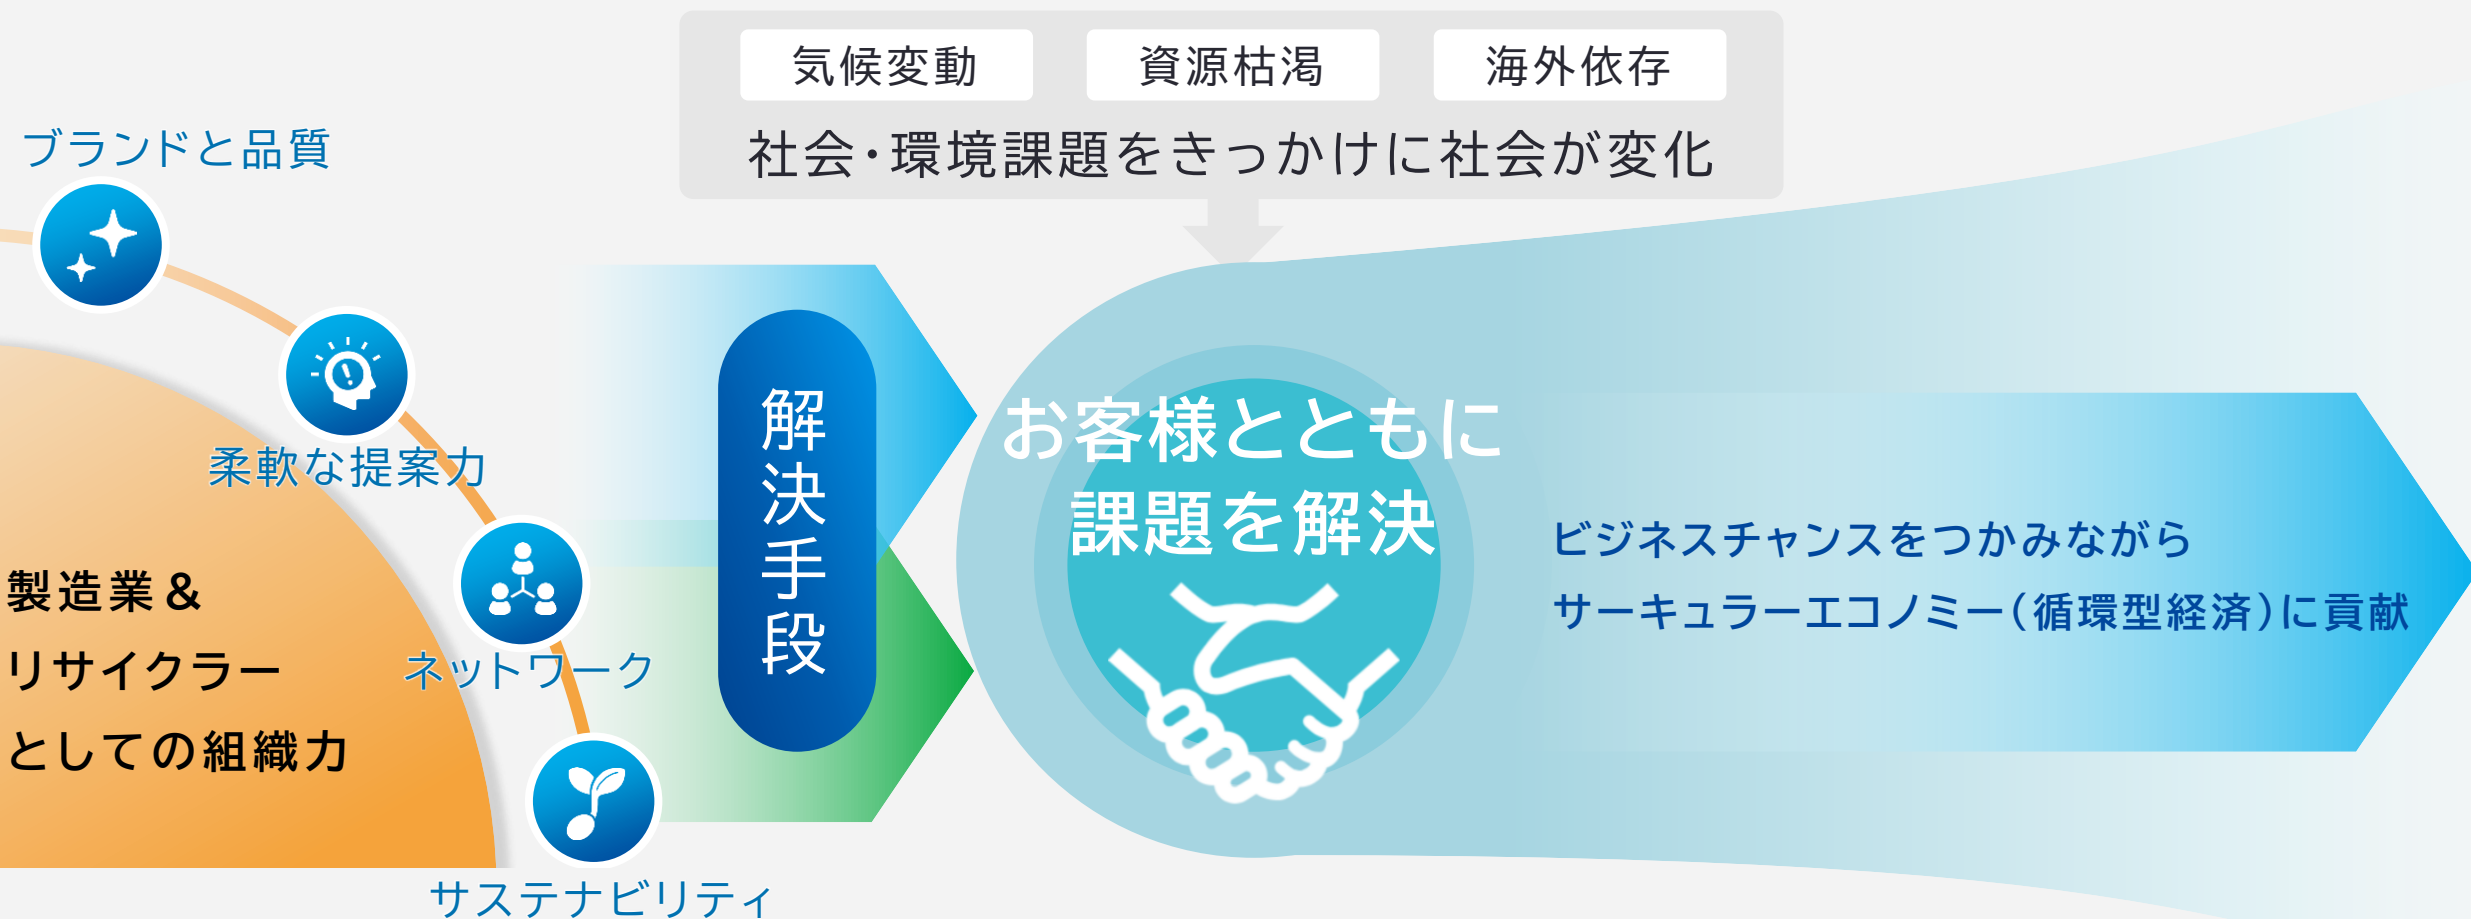 気候変動
資源枯渇
海外依存
社会・環境課題をきっかけに社会が変化
ブランドと品質
柔軟な提案力
ネットワーク
サステナビリティ
製造業&
リサイクラー
としての組織力
解決手段
お客様とともに
課題を解決
ビジネスチャンスをつかみながら
サーキュラーエコノミー(循環型経済)に貢献